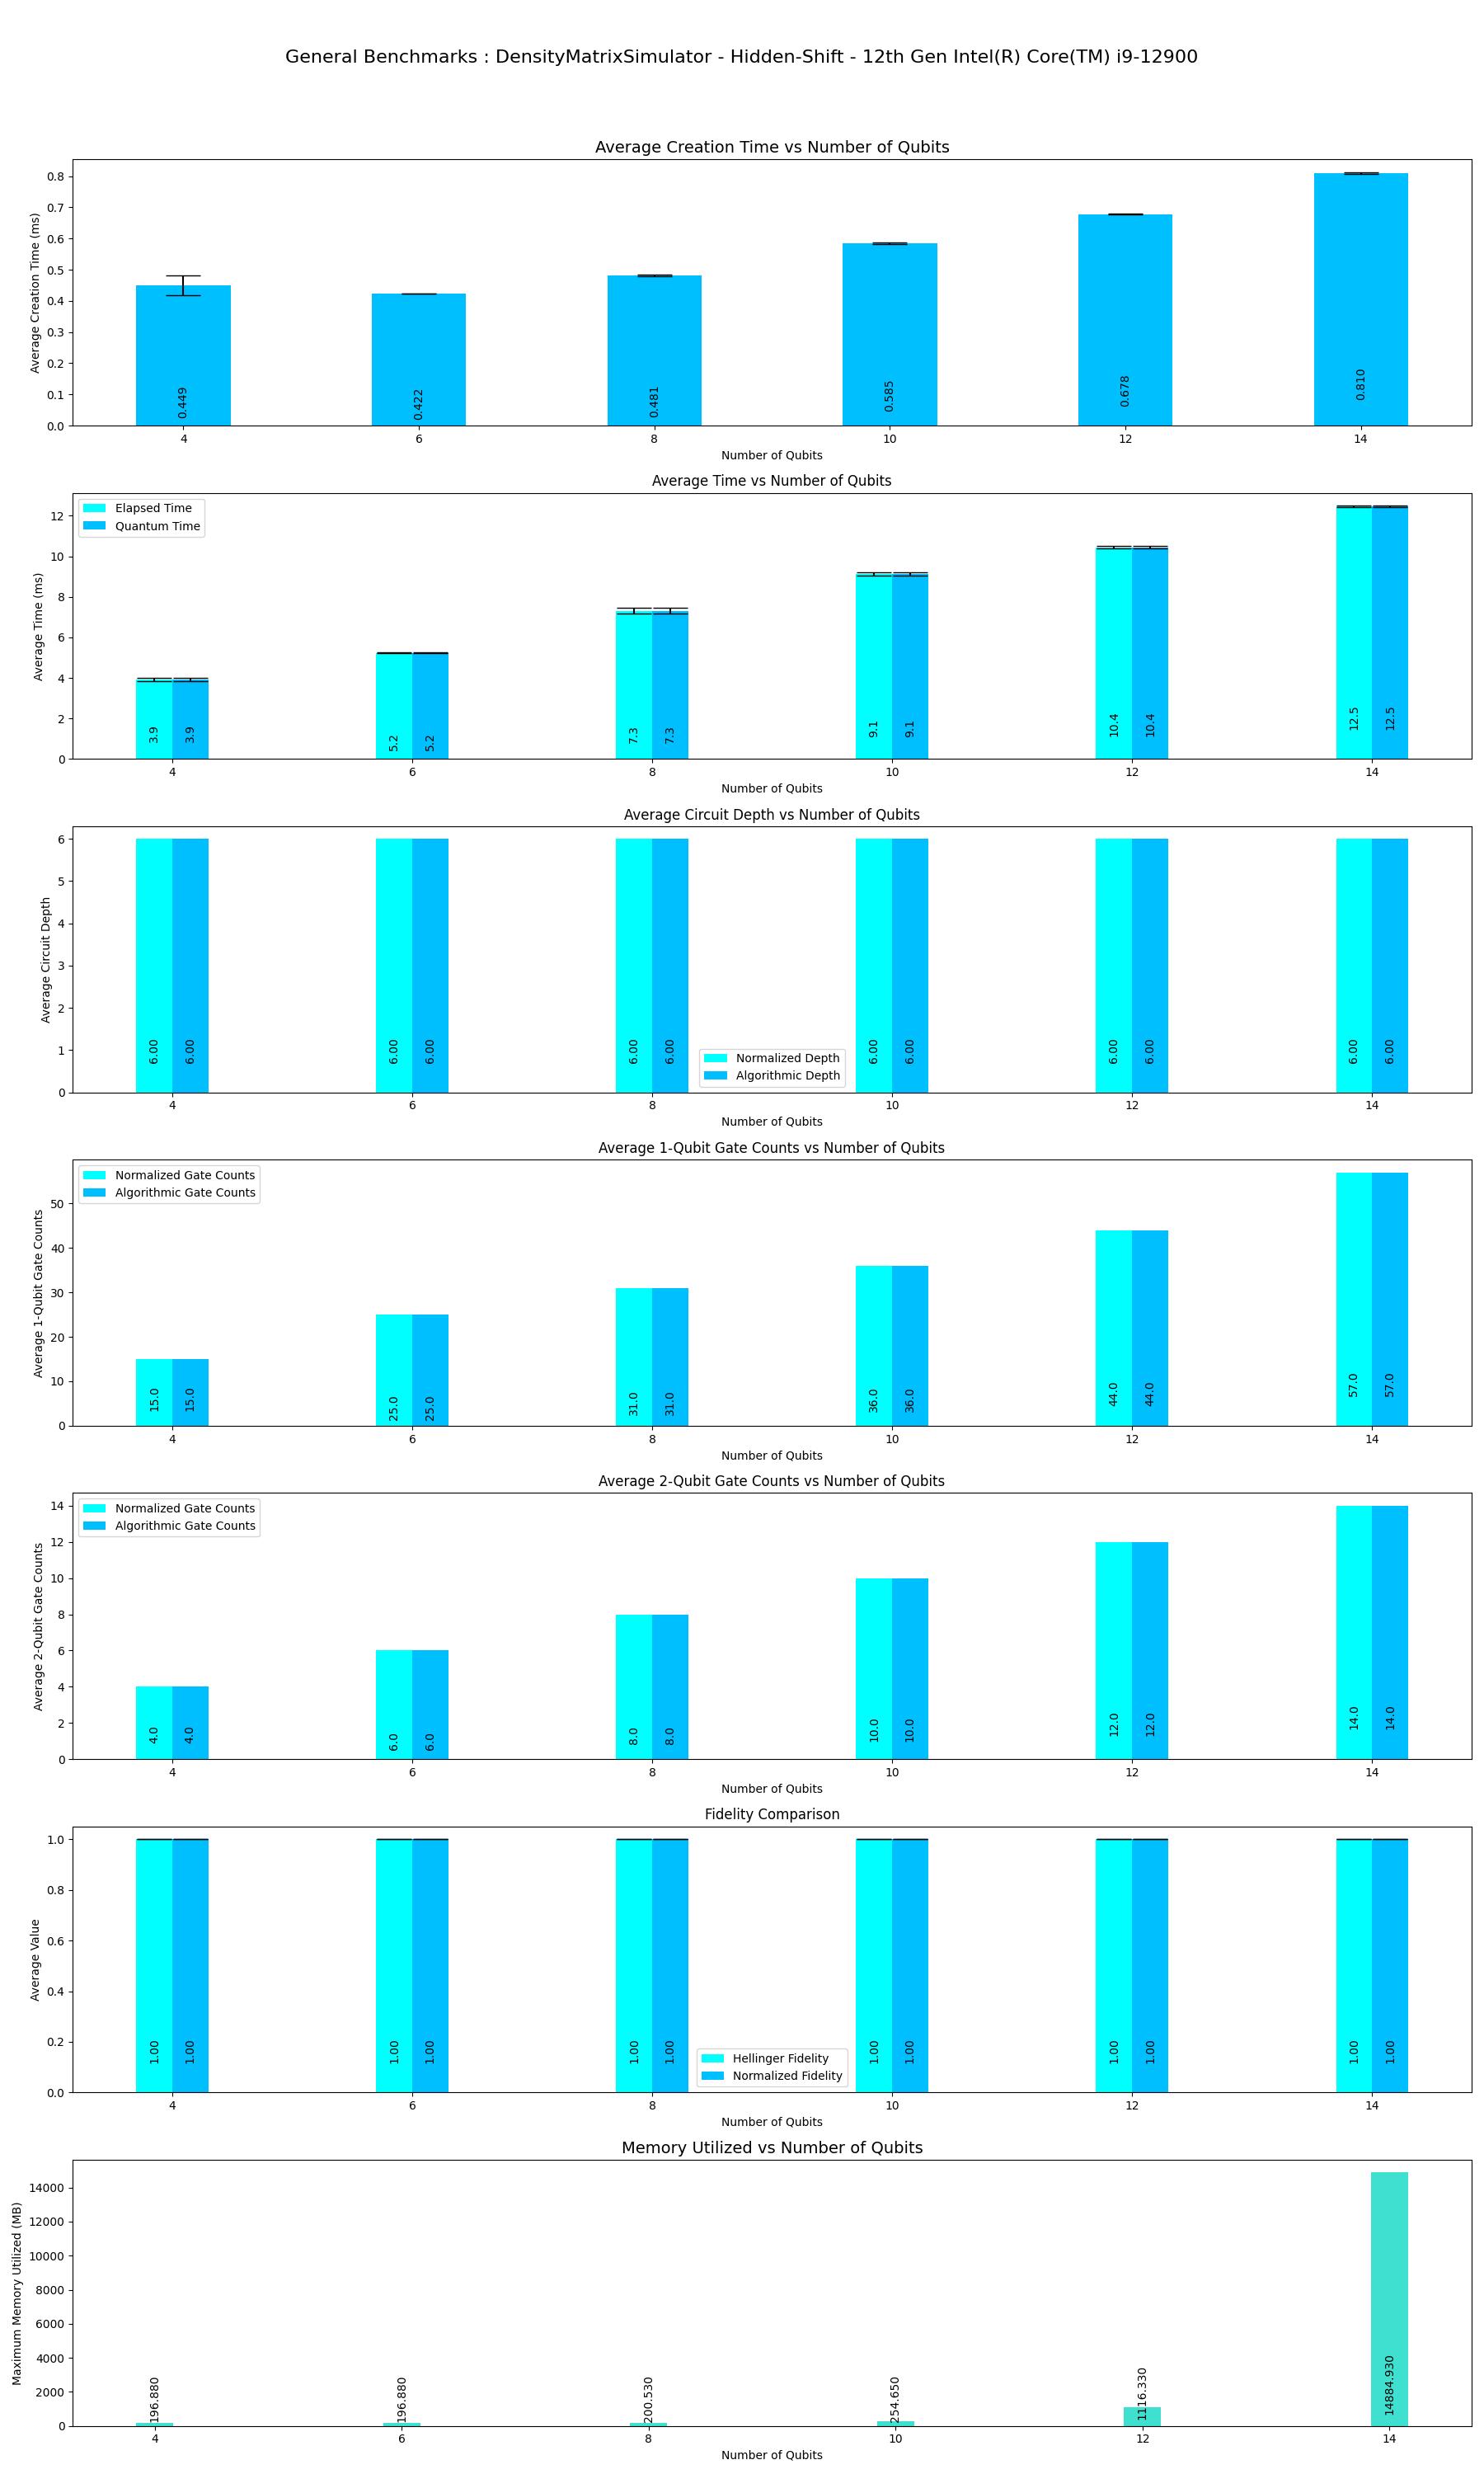 General Benchmarks : DensityMatrixSimulator - Hidden-Shift - 12th Gen Intel(R) Core(TM) i9-12900
Average Creation Time vs Number of Qubits
Average Creation Time (ms)
0.8
0.7
0.6
0.5
0.4
0.3
0.2
0.1
0.0
0.449
0.422
0.481
0.585
0.678
0.810
4 6 8 10 12 14
Number of Qubits
Average Time vs Number of Qubits
Elapsed Time
Quantum Time
Average Time (ms)
12
10
8
6
4
2
0
3.9 3.9 5.2 5.2 7.3 7.3 9.1 9.1 10.4 10.4 12.5 12.5
4 6 8 10 12 14
Number of Qubits
Average Circuit Depth vs Number of Qubits
Average Circuit Depth
6
5
4
3
2
1
0
6.00 6.00 6.00 6.00 6.00 6.00 6.00 6.00 6.00 6.00 6.00 6.00
Normalized Depth
Algorithmic Depth
4 6 8 10 12 14
Number of Qubits
Average 1-Qubit Gate Counts vs Number of Qubits
Normalized Gate Counts
Algorithmic Gate Counts
Average 1-Qubit Gate Counts
50
40
30
20
10
0
15.0 15.0 25.0 25.0 31.0 31.0 36.0 36.0 44.0 44.0 57.0 57.0
4 6 8 10 12 14
Number of Qubits
Average 2-Qubit Gate Counts vs Number of Qubits
Normalized Gate Counts
Algorithmic Gate Counts
Average 2-Qubit Gate Counts
14
12
10
8
6
4
2
0
4.0 4.0 6.0 6.0 8.0 8.0 10.0 10.0 12.0 12.0 14.0 14.0
4 6 8 10 12 14
Number of Qubits
Fidelity Comparison
Average Value
1.0
0.8
0.6
0.4
0.2
0.0
1.00 1.00 1.00 1.00 1.00 1.00 1.00 1.00 1.00 1.00 1.00 1.00
Hellinger Fidelity
Normalized Fidelity
4 6 8 10 12 14
Number of Qubits
Memory Utilized vs Number of Qubits
Maximum Memory Utilized (MB)
14000
12000
10000
8000
6000
4000
2000
0
196.880
196.880
200.530
254.650
1116.330
14884.930
4 6 8 10 12 14
Number of Qubits